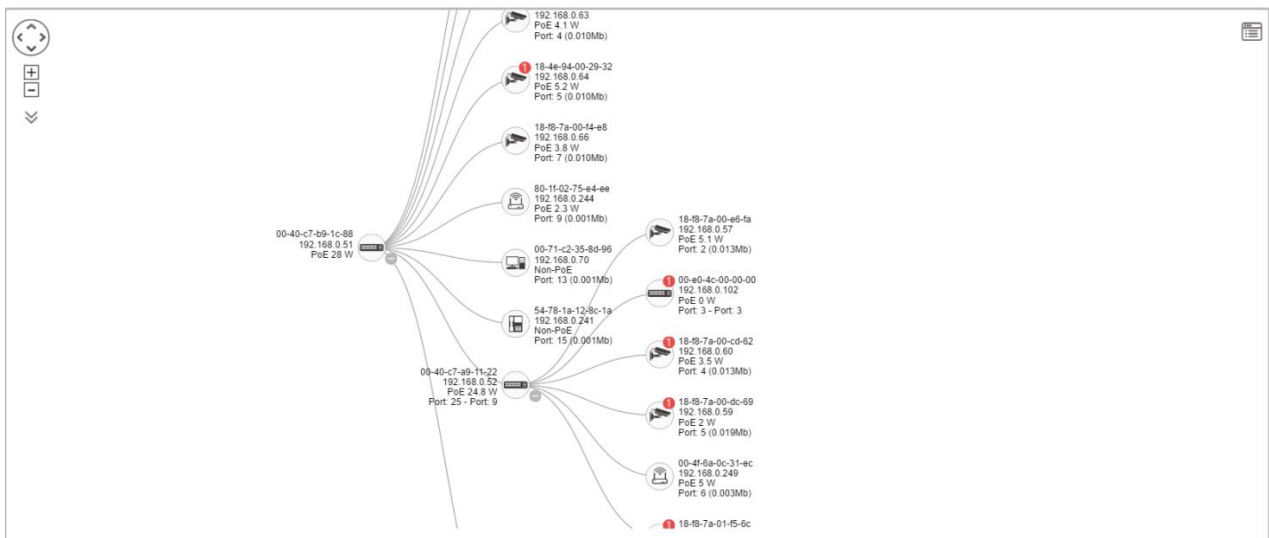 192.168.0.63
PoE 4.1 W
Port: 4 (0.010Mb)
1
18-4e-94-00-29-32
192.168.0.64
PoE 5.2 W
Port: 5 (0.010Mb)
18-f8-7a-00-f4-e8
192.168.0.66
PoE 3.8 W
Port: 7 (0.010Mb)
80-1f-02-75-e4-ee
192.168.0.244
PoE 2.3 W
Port: 9 (0.001Mb)
00-40-c7-b9-1c-88
192.168.0.51
PoE 28 W
00-71-c2-35-8d-96
192.168.0.70
Non-PoE
Port: 13 (0.001Mb)
54-78-1a-12-8c-1a
192.168.0.241
Non-PoE
Port: 15 (0.001Mb)
00-40-c7-a9-11-22
192.168.0.52
PoE 24.8 W
Port: 25 - Port: 9
18-f8-7a-00-e6-fa
192.168.0.57
PoE 5.1 W
Port: 2 (0.013Mb)
1
00-e0-4c-00-00-00
192.168.0.102
PoE 0 W
Port: 3 - Port: 3
1
18-f8-7a-00-cd-62
192.168.0.60
PoE 3.5 W
Port: 4 (0.013Mb)
1
18-f8-7a-00-dc-69
192.168.0.59
PoE 2 W
Port: 5 (0.019Mb)
00-4f-6a-0c-31-ec
192.168.0.249
PoE 5 W
Port: 6 (0.003Mb)
1
18-f8-7a-01-f5-6c